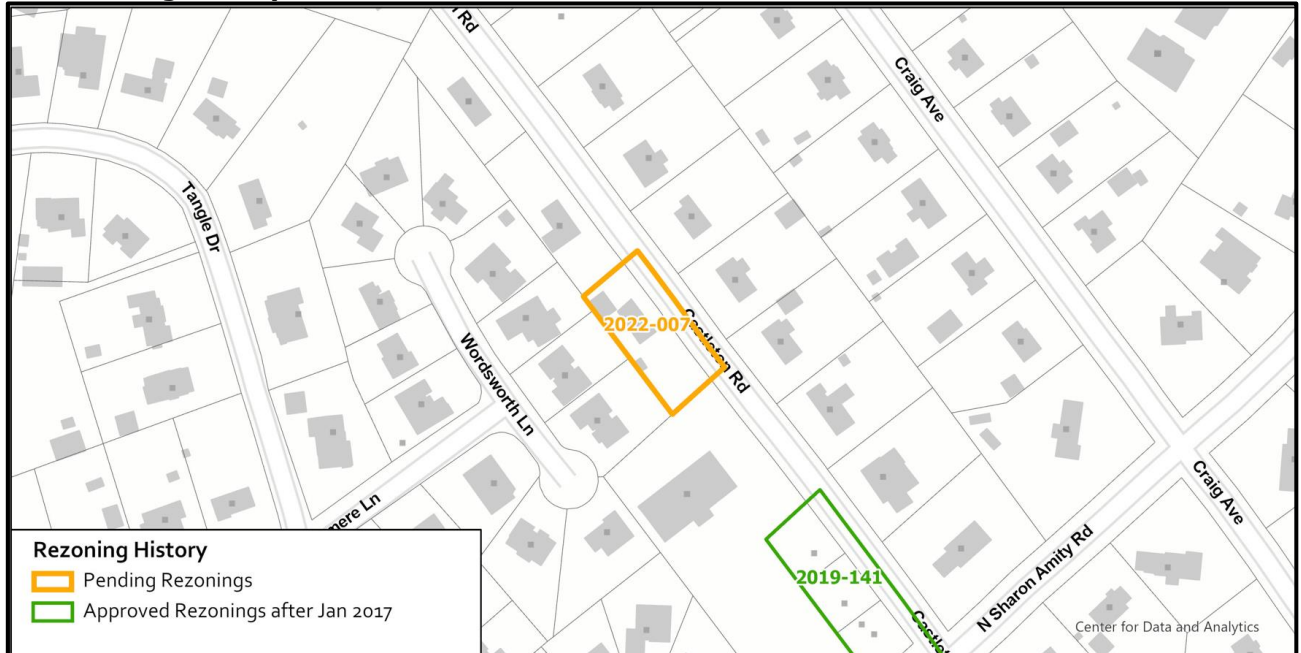 Rd
Craig Ave
Tangle Dr
2022-007
Castleton Rd
Wordsworth Ln
Craig Ave
mere Ln
2019-141
N Sharon Amity Rd
Rezoning History
Pending Rezonings
Approved Rezonings after Jan 2017
Center for Data and Analytics